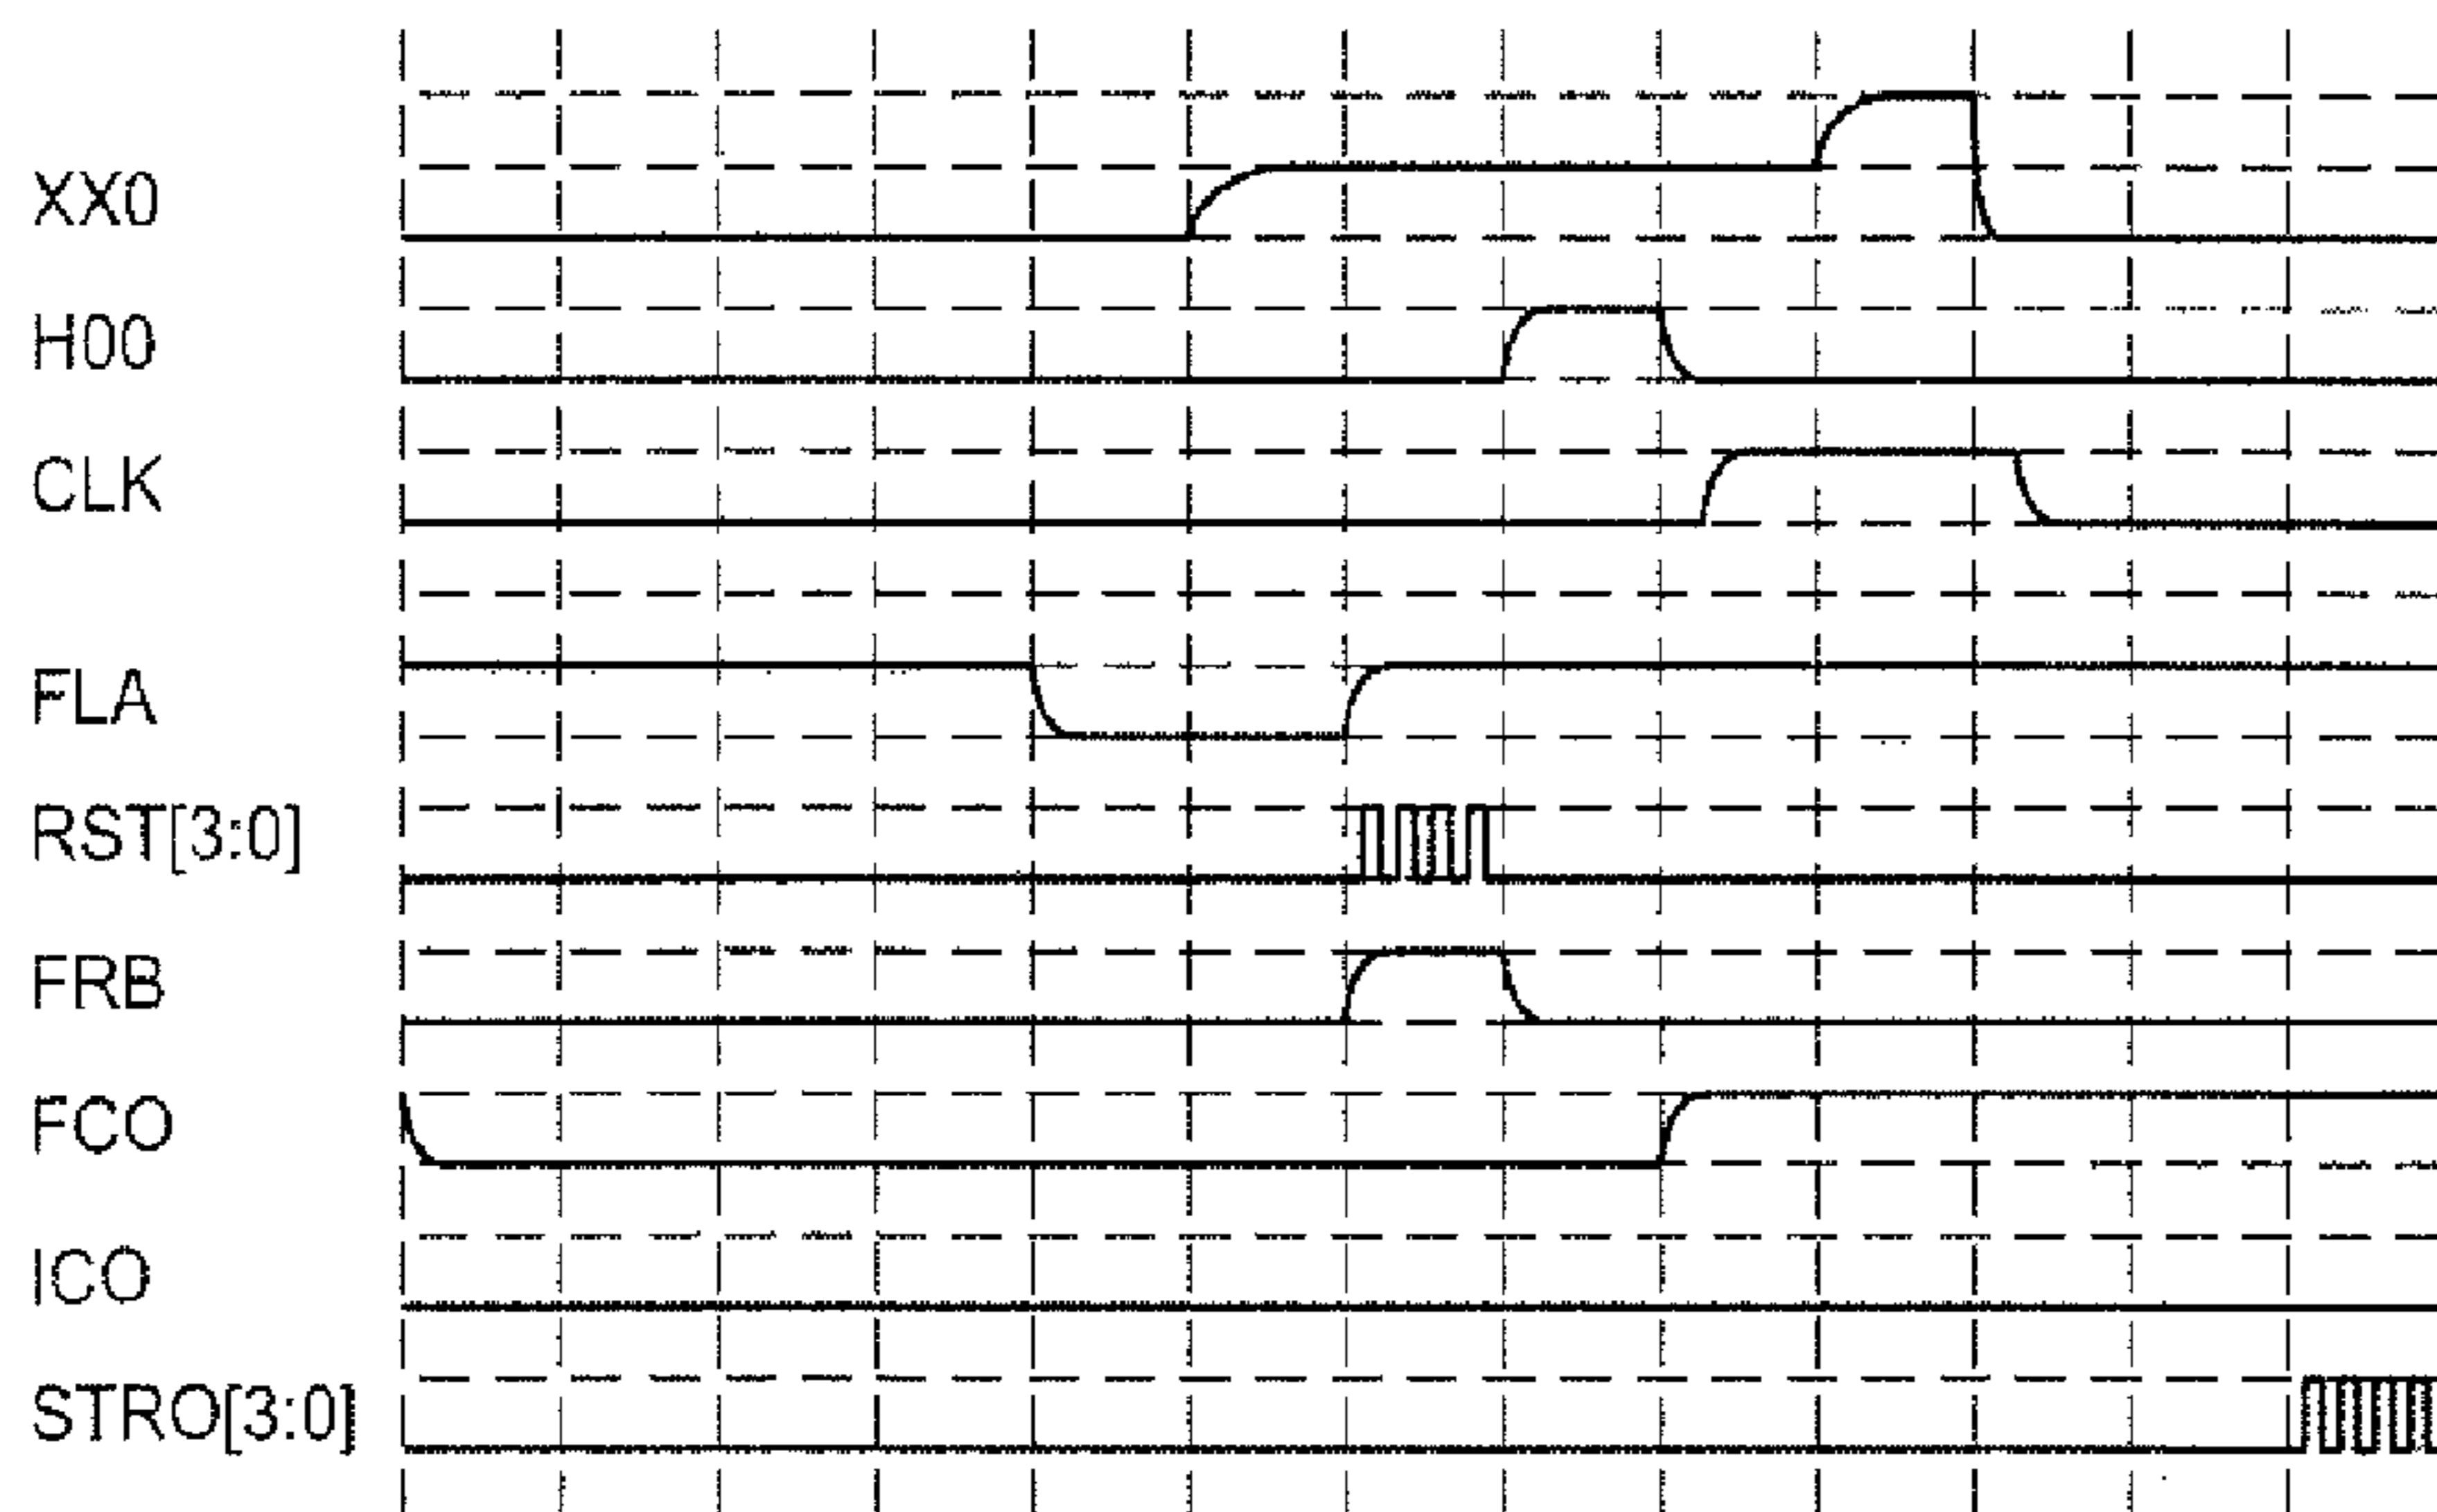 XX0
H00
CLK
FLA
RST[3:0]
FRB
FCO
ICO
STRO[3:0]